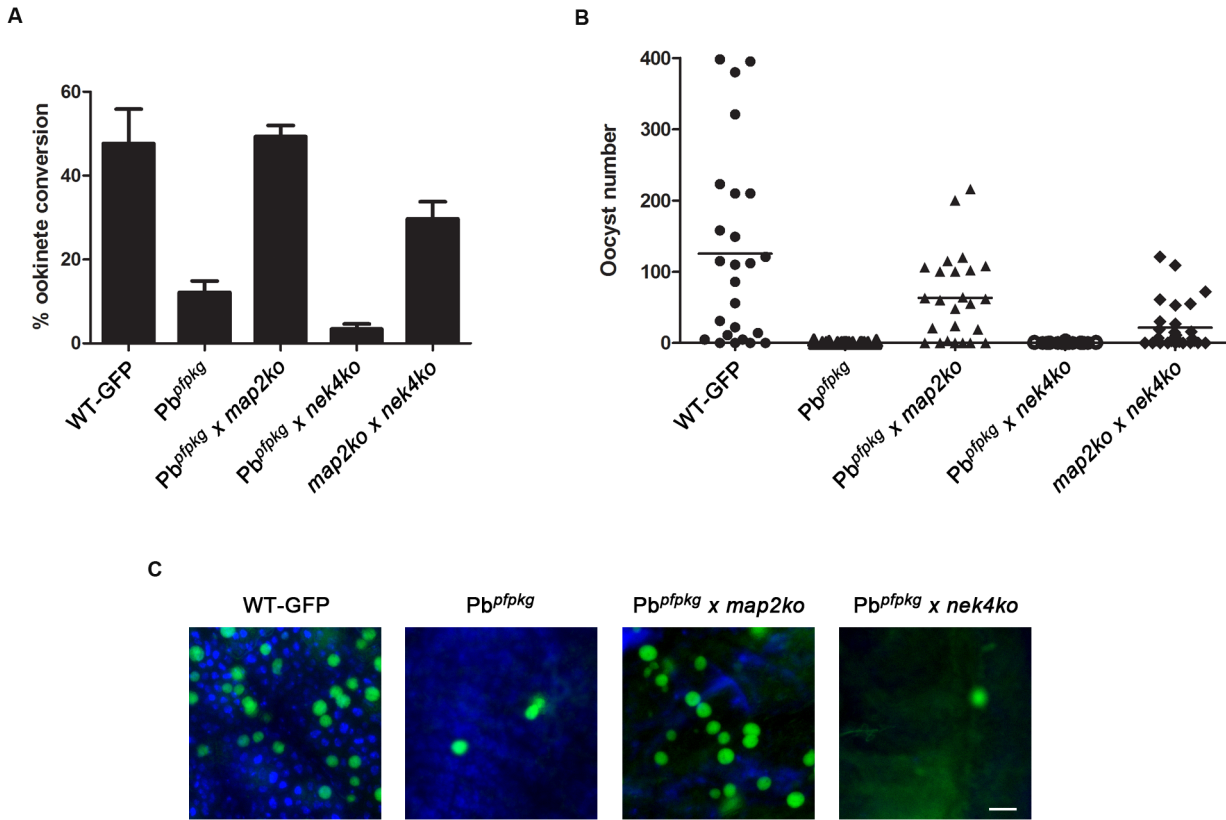 A
% ookinete conversion
60
40
20
0
WT-GFP
Pbpfpkg
Pbpfpkg x map2ko
Pbpfpkg x nek4ko
map2ko x nek4ko
B
Oocyst number
400
300
200
100
0
WT-GFP
Pbpfpkg
Pbpfpkg x map2ko
Pbpfpkg x nek4ko
map2ko x nek4ko
C
WT-GFP
Pbpfpkg
Pbpfpkg x map2ko
Pbpfpkg x nek4ko